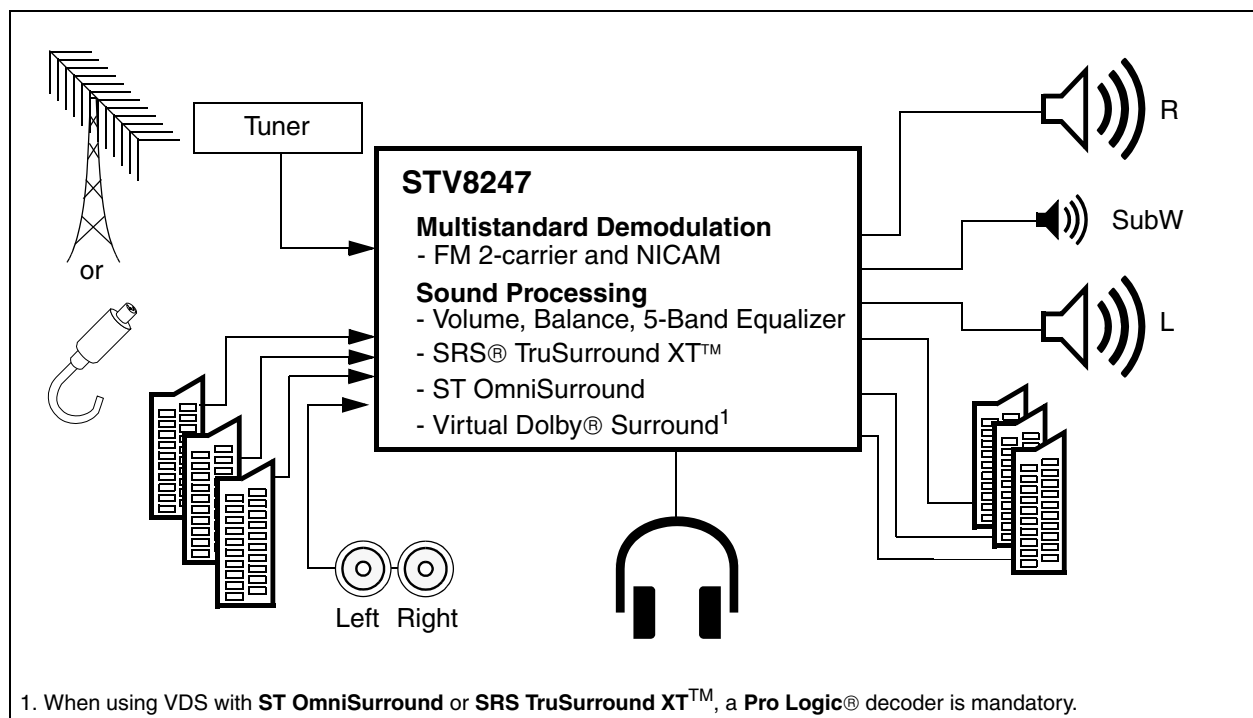 Tuner
or
STV8247
Multistandard Demodulation
- FM 2-carrier and NICAM
Sound Processing
- Volume, Balance, 5-Band Equalizer
- SRS® TruSurround XT™
- ST OmniSurround
- Virtual Dolby® Surround¹
R
SubW
L
Left Right
1. When using VDS with ST OmniSurround or SRS TruSurround XT™, a Pro Logic® decoder is mandatory.